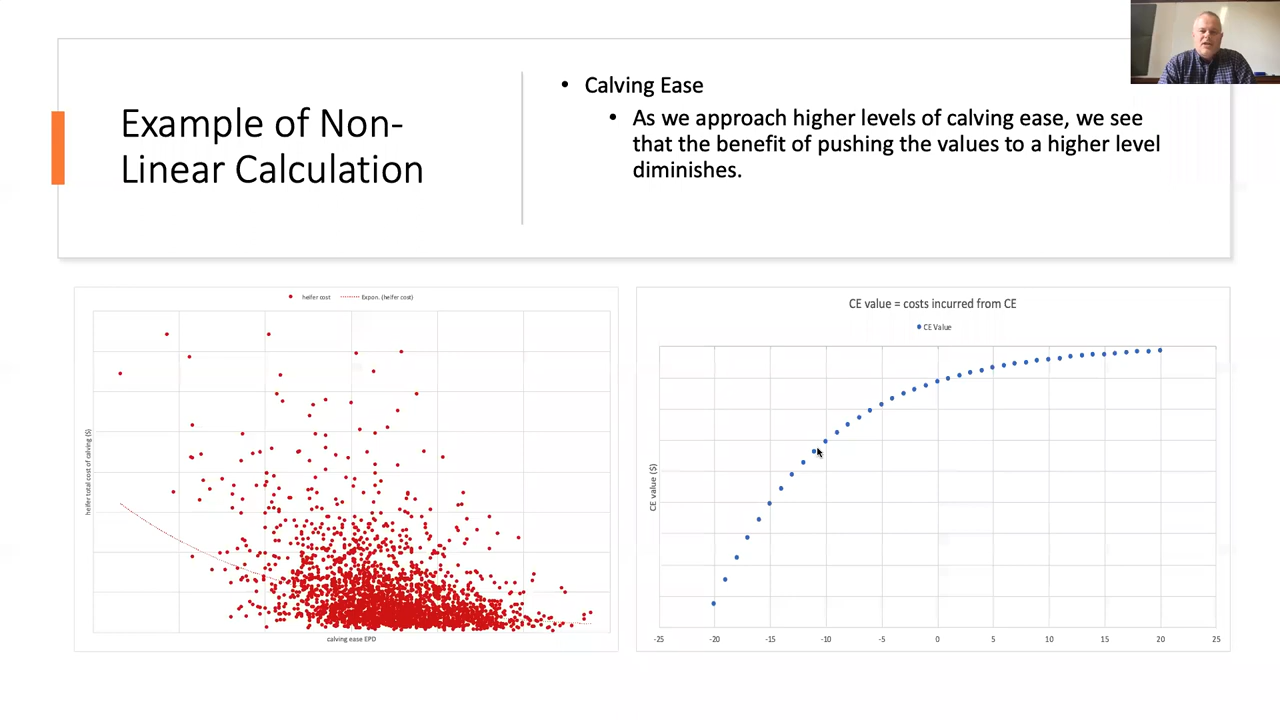 Example of Non-
Linear Calculation
• Calving Ease
• As we approach higher levels of calving ease, we see
that the benefit of pushing the values to a higher level
diminishes.
heifer cost
Expon. (heifer cost)
heifer total cost of calving ($)
calving ease EPD
CE value = costs incurred from CE
CE Value
CE value ($)
-25 -20 -15 -10 -5 0 5 10 15 20 25